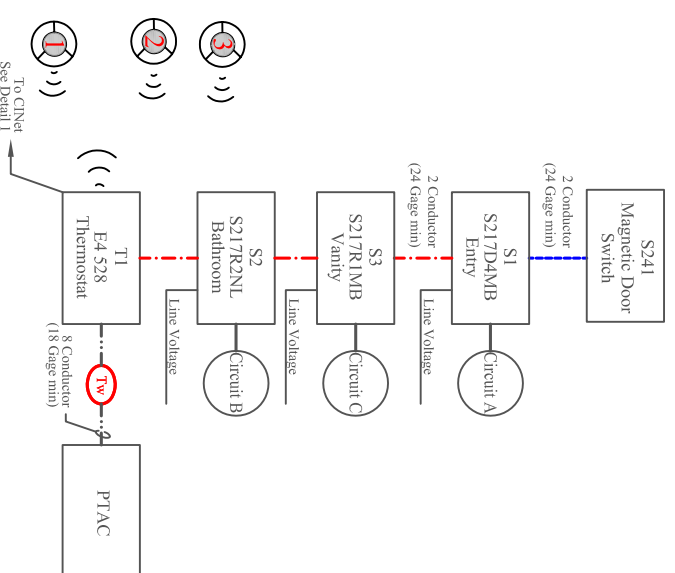 1
2
3
To CINet
See Detail 1
T1
E4 528
Thermostat
S2
S217R2NL
Bathroom
S3
S217R1MB
Vanity
2 Conductor
(24 Gage min)
S1
S217D4MB
Entry
2 Conductor
(24 Gage min)
S241
Magnetic Door
Switch
8 Conductor
(18 Gage min)
Tw
Line Voltage
Circuit B
Line Voltage
Circuit C
Line Voltage
Circuit A
PTAC